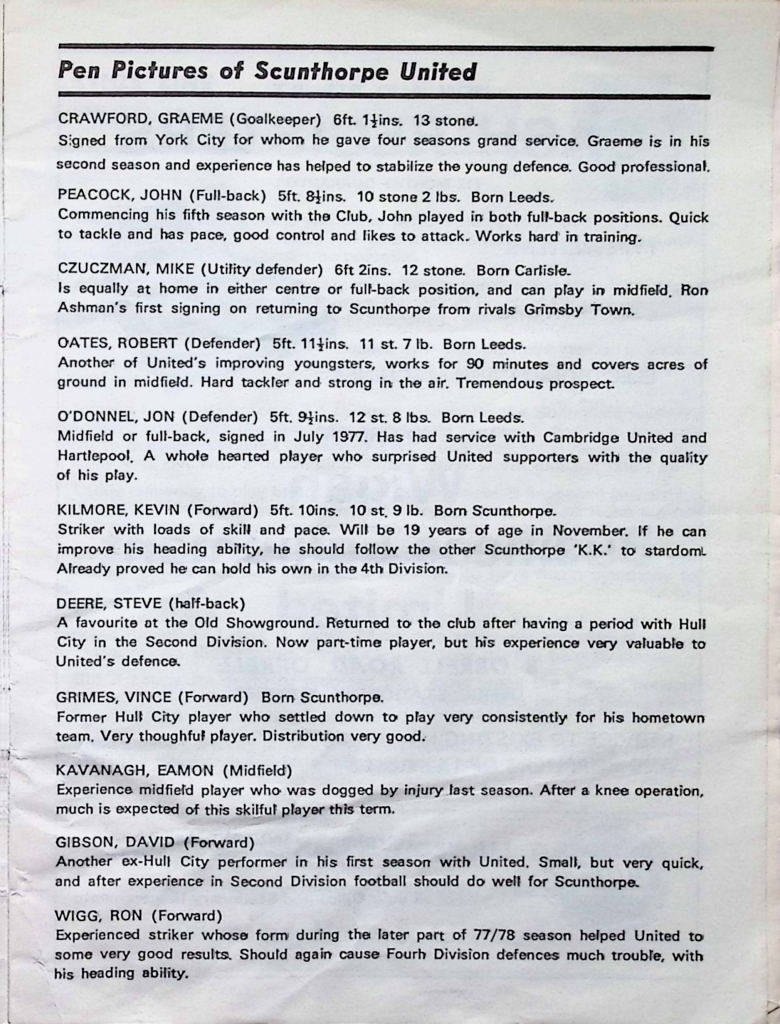 Pen Pictures of Scunthorpe United
CRAWFORD, GRAEME (Goalkeeper) 6ft. 1½ins. 13 stone.
Signed from York City for whom he gave four seasons grand service. Graeme is in his
second season and experience has helped to stabilize the young defence. Good professional.
PEACOCK, JOHN (Full-back) 5ft. 8½ins. 10 stone 2 lbs. Born Leeds.
Commencing his fifth season with the Club, John played in both full-back positions. Quick
to tackle and has pace, good control and likes to attack. Works hard in training.
CZUCZMAN, MIKE (Utility defender) 6ft 2ins. 12 stone. Born Carlisle.
Is equally at home in either centre or full-back position, and can play in midfield. Ron
Ashman's first signing on returning to Scunthorpe from rivals Grimsby Town.
OATES, ROBERT (Defender) 5ft. 11½ins. 11 st. 7 lb. Born Leeds.
Another of United's improving youngsters, works for 90 minutes and covers acres of
ground in midfield. Hard tackler and strong in the air. Tremendous prospect.
O'DONNEL, JON (Defender) 5ft. 9½ins. 12 st. 8 lbs. Born Leeds.
Midfield or full-back, signed in July 1977. Has had service with Cambridge United and
Hartlepool. A whole hearted player who surprised United supporters with the quality
of his play.
KILMORE, KEVIN (Forward) 5ft. 10ins. 10 st. 9 lb. Born Scunthorpe.
Striker with loads of skill and pace. Will be 19 years of age in November. If he can
improve his heading ability, he should follow the other Scunthorpe 'K.K.' to stardom.
Already proved he can hold his own in the 4th Division.
DEERE, STEVE (half-back)
A favourite at the Old Showground. Returned to the club after having a period with Hull
City in the Second Division. Now part-time player, but his experience very valuable to
United's defence.
GRIMES, VINCE (Forward) Born Scunthorpe.
Former Hull City player who settled down to play very consistently for his hometown
team. Very thoughful player. Distribution very good.
KAVANAGH, EAMON (Midfield)
Experience midfield player who was dogged by injury last season. After a knee operation,
much is expected of this skilful player this term.
GIBSON, DAVID (Forward)
Another ex-Hull City performer in his first season with United. Small, but very quick,
and after experience in Second Division football should do well for Scunthorpe.
WIGG, RON (Forward)
Experienced striker whose form during the later part of 77/78 season helped United to
some very good results. Should again cause Fourh Division defences much trouble, with
his heading ability.